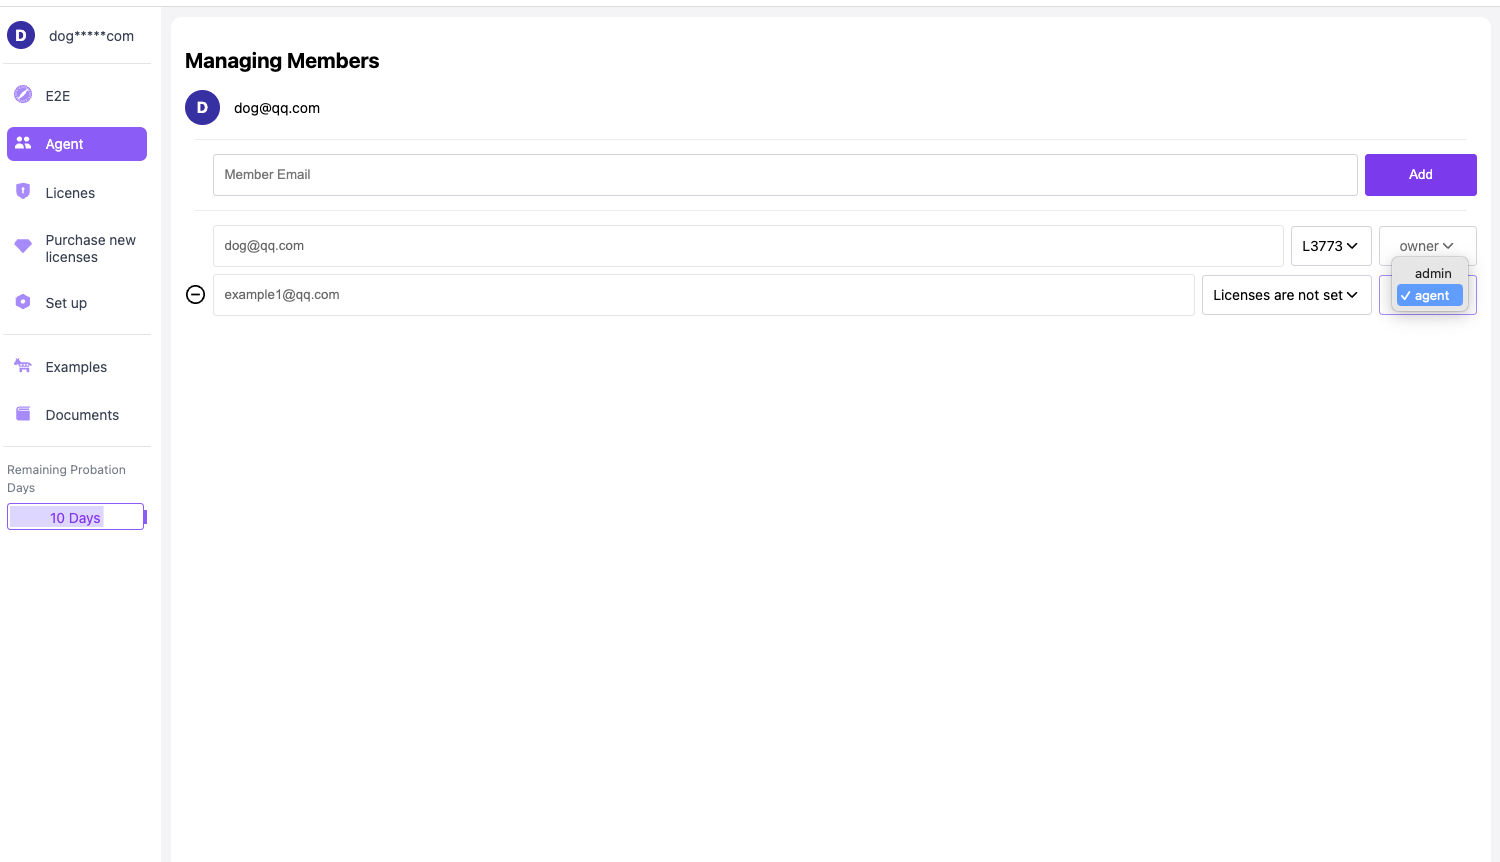 D dog*****com
E2E
Agent
Licenes
Purchase new
licenses
Set up
Examples
Documents
Remaining Probation
Days
10 Days
Managing Members
D dog@qq.com
Member Email Add
dog@qq.com L3773 owner
admin
example1@qq.com Licenses are not set agent